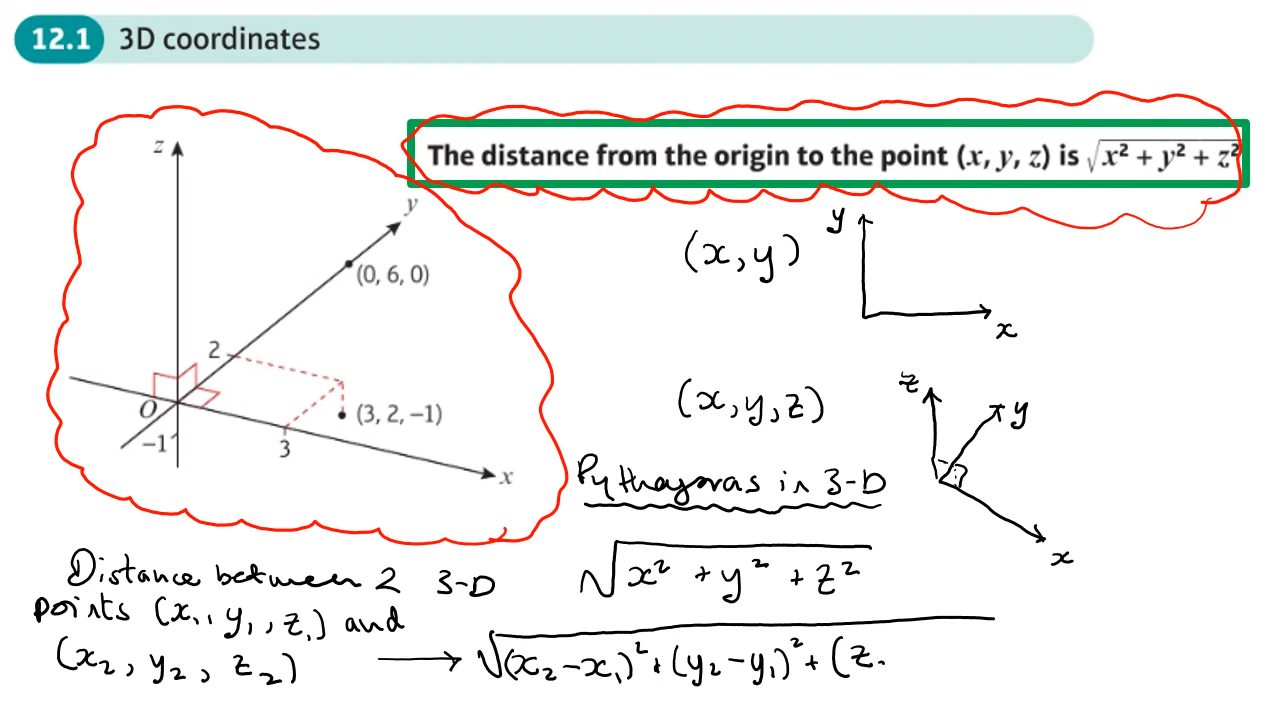 12.1 3D coordinates
The distance from the origin to the point (x, y, z) is √x² + y² + z²
z
y
(0, 6, 0)
2
O
(3, 2, −1)
−1
3
x
(x, y)
y
x
(x, y, z)
z
y
x
Pythagoras in 3-D
√x² + y² + z²
Distance between 2 3-D
points (x₁, y₁, z₁) and
(x₂, y₂, z₂) → √(x₂−x₁)² + (y₂−y₁)² + (z